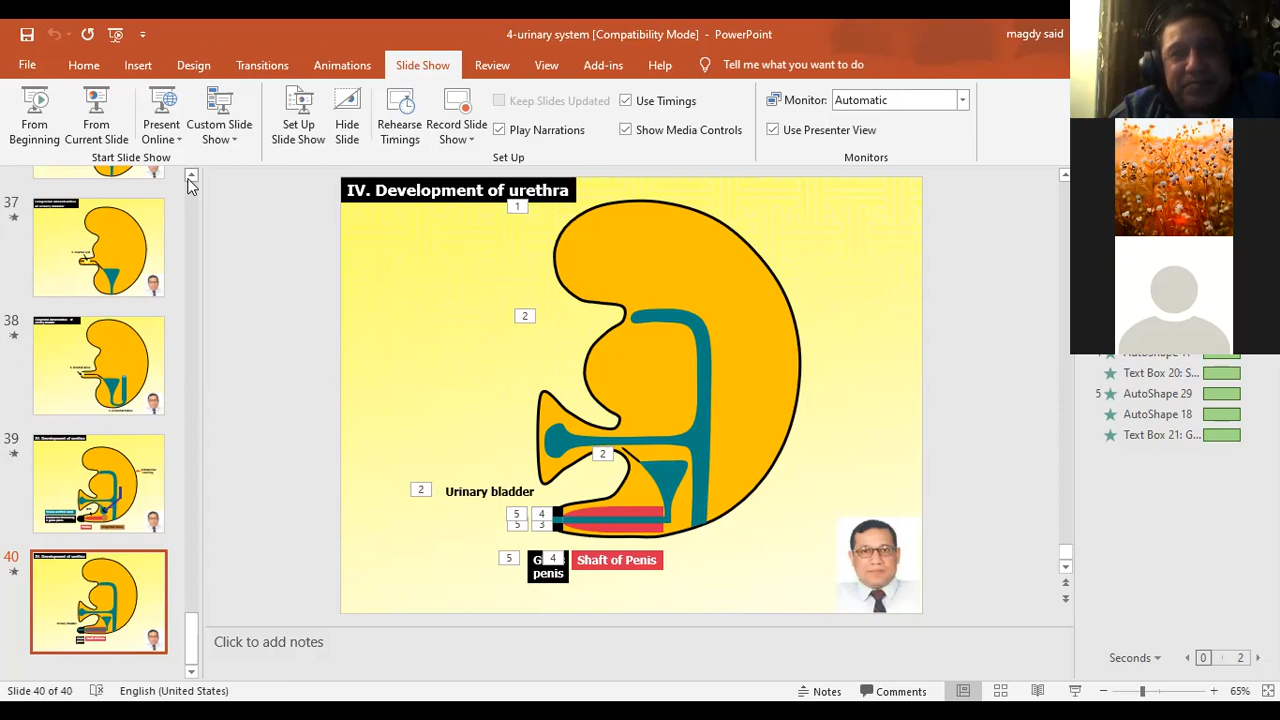 4-urinary system [Compatibility Mode] - PowerPoint
magdy said
File
Home
Insert
Design
Transitions
Animations
Slide Show
Review
View
Add-ins
Help
Tell me what you want to do
From Beginning
From Current Slide
Present Online
Custom Slide Show
Start Slide Show
Set Up Slide Show
Hide Slide
Rehearse Timings
Record Slide Show
Keep Slides Updated
Play Narrations
Use Timings
Show Media Controls
Set Up
Monitor: Automatic
Use Presenter View
Monitors
37
38
39
40
IV. Development of urethra
IV. Development of urethra
1
2
2
2
Urinary bladder
5 4
5 3
5 4
penis
Shaft of Penis
Text Box 20: S...
5 AutoShape 29
AutoShape 18
Text Box 21: G...
Click to add notes
Seconds
0 2
Slide 40 of 40
English (United States)
Notes
Comments
65%